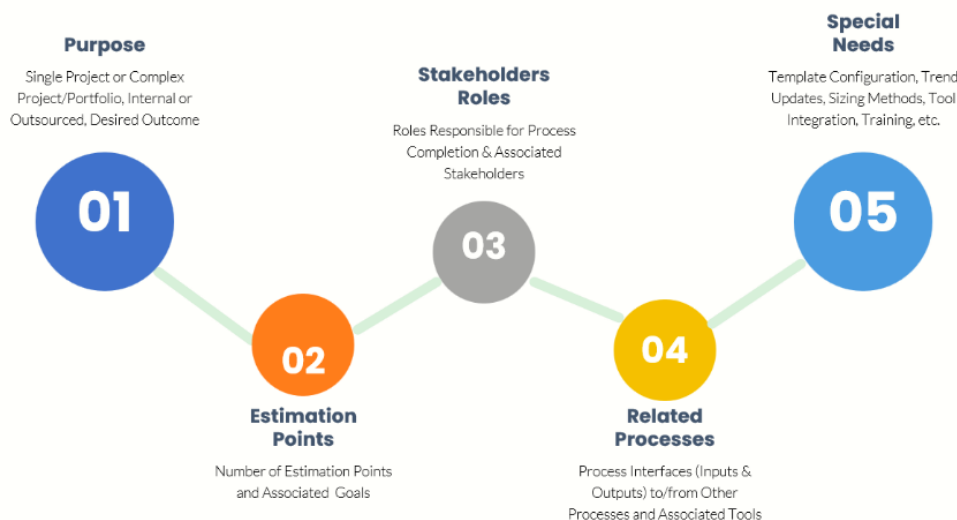 Purpose
Single Project or Complex
Project/Portfolio, Internal or
Outsourced, Desired Outcome
01
02
Estimation
Points
Number of Estimation Points
and Associated Goals
Stakeholders
Roles
Roles Responsible for Process
Completion & Associated
Stakeholders
03
04
Related
Processes
Process Interfaces (Inputs &
Outputs) to/from Other
Processes and Associated Tools
Special
Needs
Template Configuration, Trend
Updates, Sizing Methods, Tool
Integration, Training, etc.
05